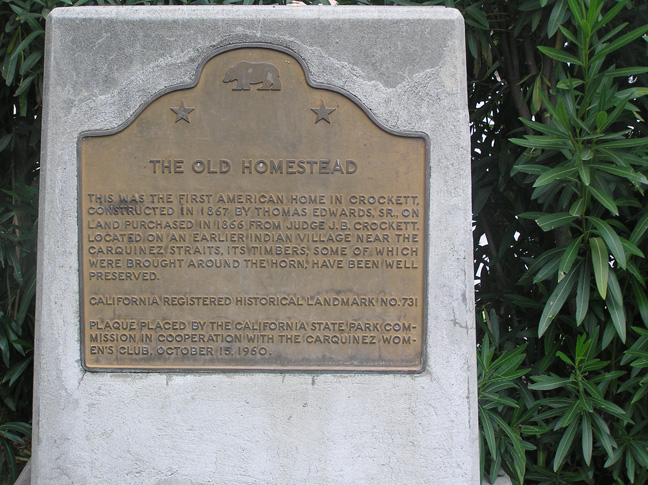 THE OLD HOMESTEAD
THIS WAS THE FIRST AMERICAN HOME IN CROCKETT,
CONSTRUCTED IN 1867 BY THOMAS EDWARDS, SR., ON
LAND PURCHASED IN 1866 FROM JUDGE J.B. CROCKETT.
LOCATED ON AN EARLIER INDIAN VILLAGE NEAR THE
CARQUINEZ STRAITS, ITS TIMBERS, SOME OF WHICH
WERE BROUGHT AROUND THE HORN, HAVE BEEN WELL
PRESERVED.
CALIFORNIA REGISTERED HISTORICAL LANDMARK NO. 731
PLAQUE PLACED BY THE CALIFORNIA STATE PARK COM-
MISSION IN COOPERATION WITH THE CARQUINEZ WOM-
EN'S CLUB, OCTOBER 15, 1960.